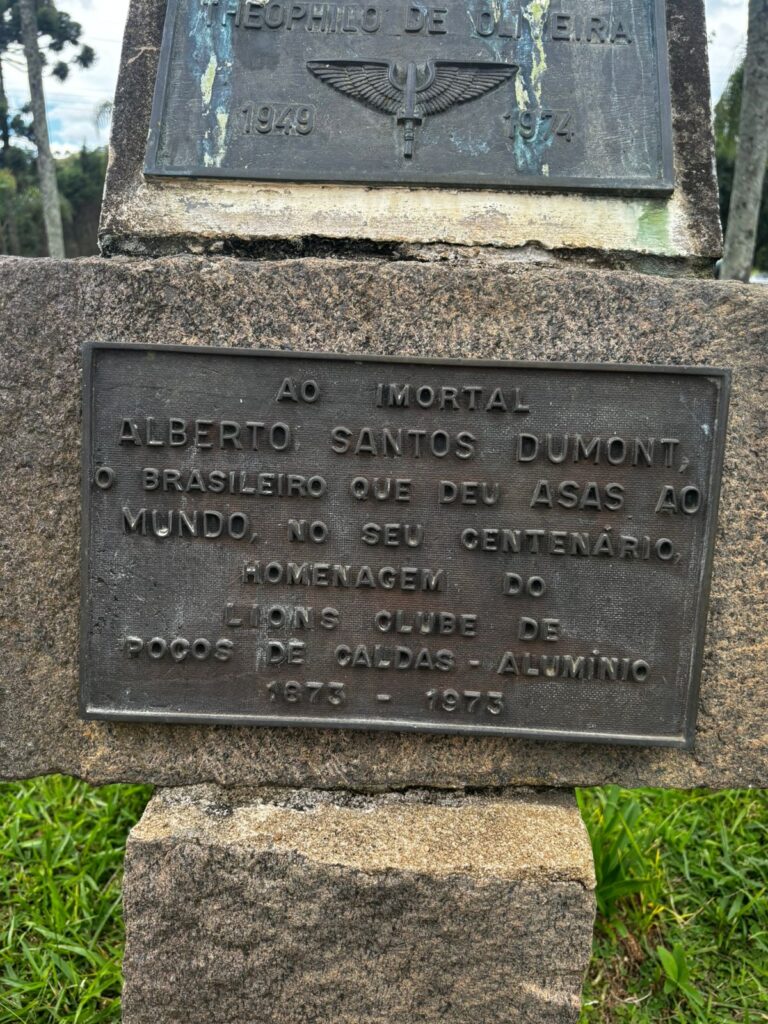 THEOPHILO DE OLIVEIRA
1949 1974
AO IMORTAL
ALBERTO SANTOS DUMONT,
O BRASILEIRO QUE DEU ASAS AO
MUNDO, NO SEU CENTENÁRIO,
HOMENAGEM DO
LIONS CLUBE DE
POÇOS DE CALDAS - ALUMÍNIO
1873 - 1973